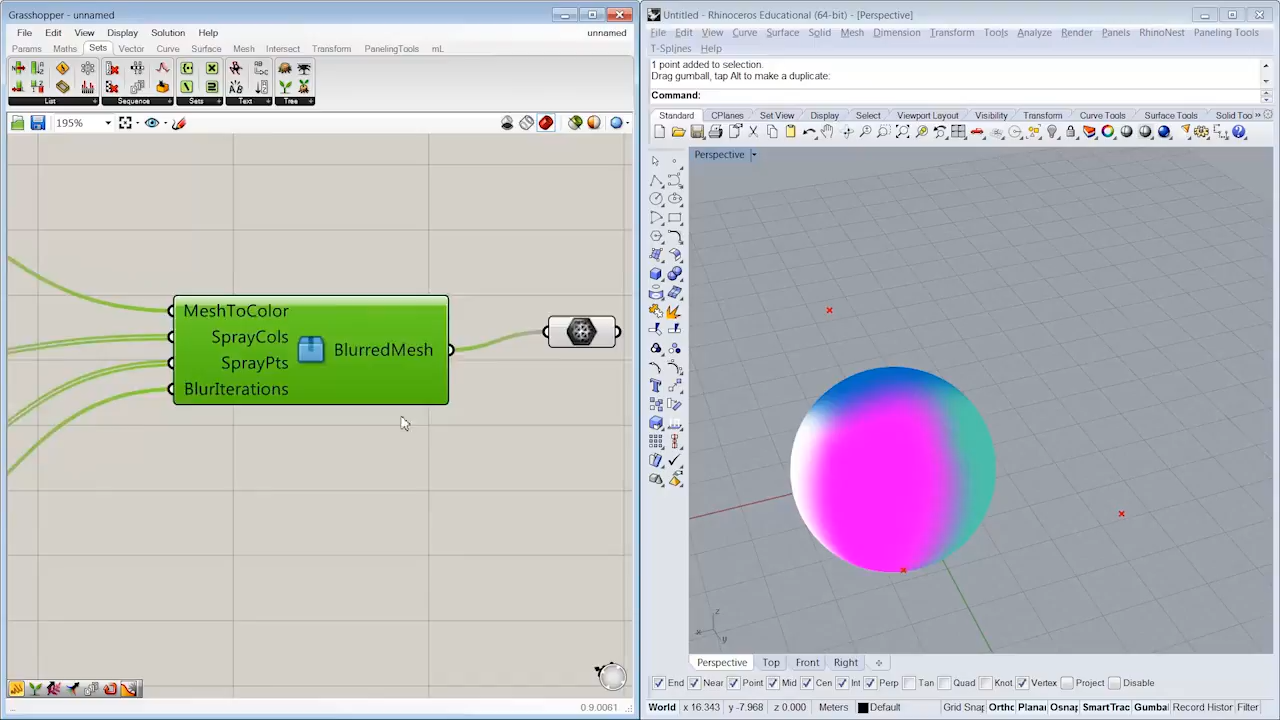 Grasshopper - unnamed
File Edit View Display Solution Help
unnamed
Params Maths Sets Vector Curve Surface Mesh Intersect Transform PanelingTools mL
List Sequence Sets Text Tree
195%
MeshToColor
SprayCols
SprayPts
BlurIterations
BlurredMesh
0.9.0061
Untitled - Rhinoceros Educational (64-bit) - [Perspective]
File Edit View Curve Surface Solid Mesh Dimension Transform Tools Analyze Render Panels RhinoNest Paneling Tools
T-Splines Help
1 point added to selection.
Drag gumball, tap Alt to make a duplicate:
Command:
Standard CPlanes Set View Display Select Viewport Layout Visibility Transform Curve Tools Surface Tools Solid Too
Perspective
z
x
y
Perspective Top Front Right
End Near Point Mid Cen Int Perp Tan Quad Knot Vertex Project Disable
World x 16.343 y -7.968 z 0.000 Meters Default Grid Snap Ortho Planar Osnap SmartTrac Gumbal Record History Filter